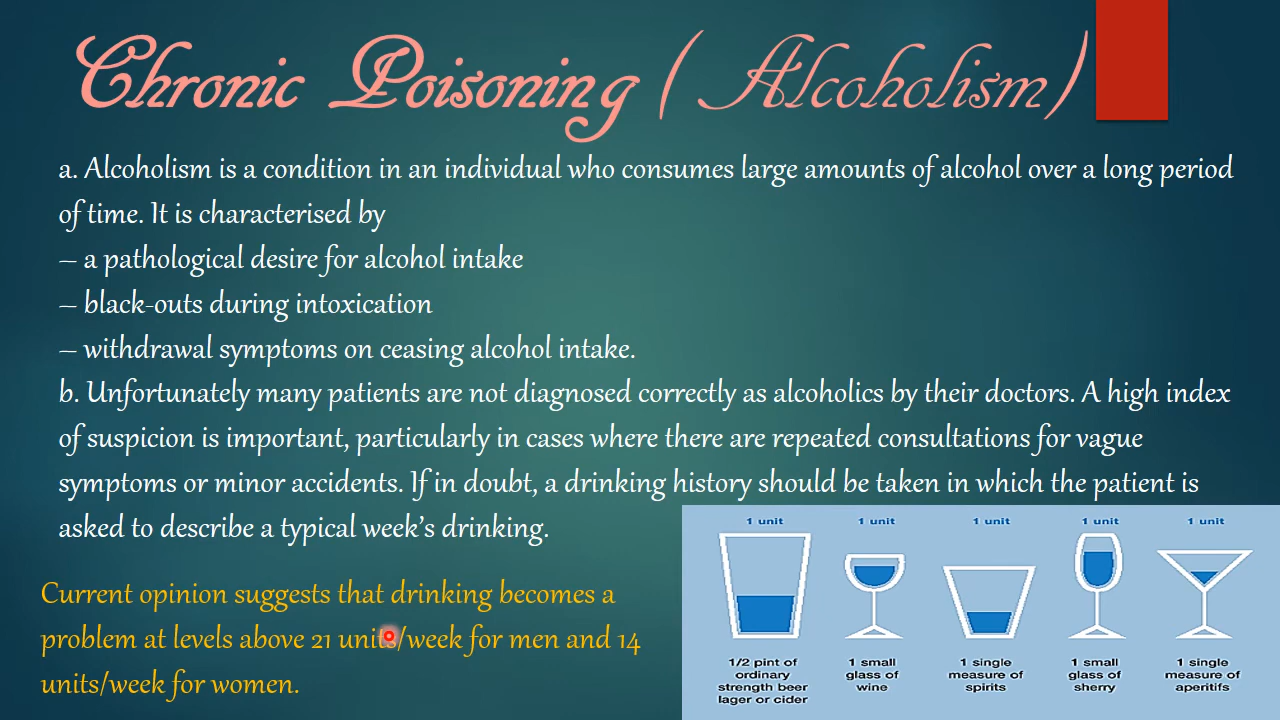 Chronic Poisoning ( Alcoholism)
a. Alcoholism is a condition in an individual who consumes large amounts of alcohol over a long period
of time. It is characterised by
– a pathological desire for alcohol intake
– black-outs during intoxication
– withdrawal symptoms on ceasing alcohol intake.
b. Unfortunately many patients are not diagnosed correctly as alcoholics by their doctors. A high index
of suspicion is important, particularly in cases where there are repeated consultations for vague
symptoms or minor accidents. If in doubt, a drinking history should be taken in which the patient is
asked to describe a typical week's drinking.
Current opinion suggests that drinking becomes a
problem at levels above 21 units/week for men and 14
units/week for women.
1 unit
1/2 pint of
ordinary
strength beer
lager or cider
1 unit
1 small
glass of
wine
1 unit
1 single
measure of
spirits
1 unit
1 small
glass of
sherry
1 unit
1 single
measure of
aperitifs